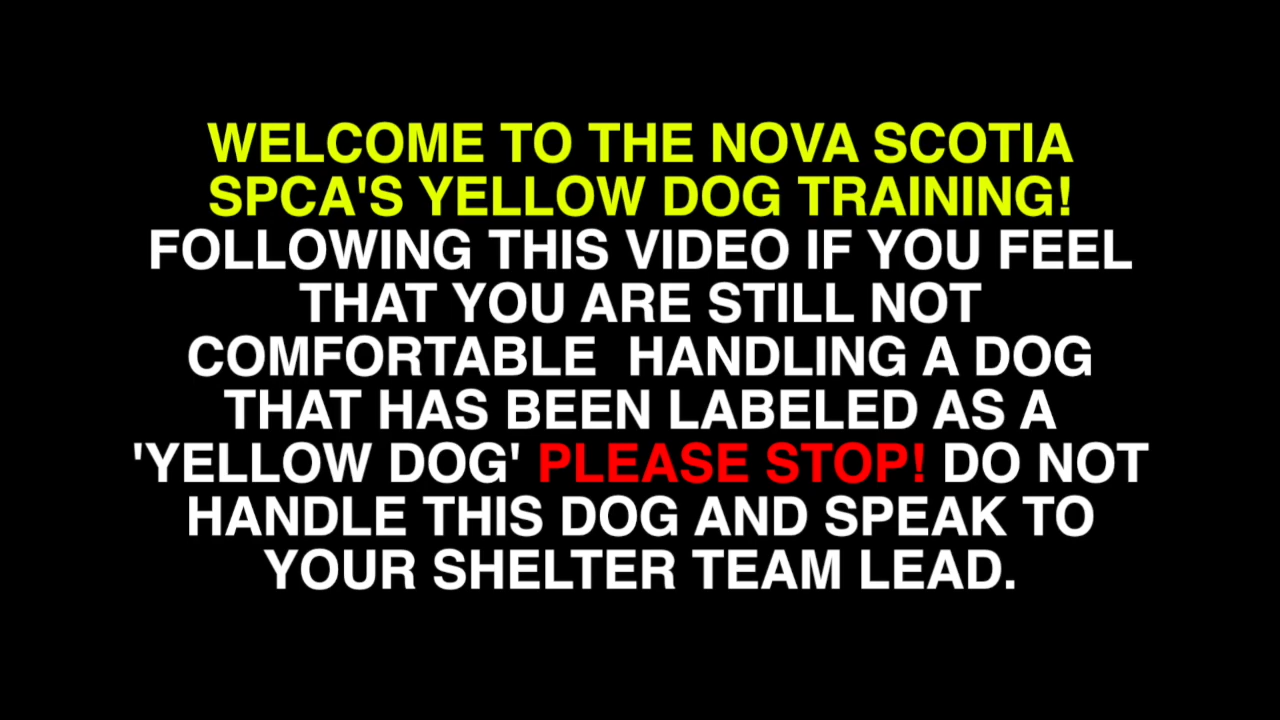 WELCOME TO THE NOVA SCOTIA
SPCA'S YELLOW DOG TRAINING!
FOLLOWING THIS VIDEO IF YOU FEEL
THAT YOU ARE STILL NOT
COMFORTABLE  HANDLING A DOG
THAT HAS BEEN LABELED AS A
'YELLOW DOG' PLEASE STOP! DO NOT
HANDLE THIS DOG AND SPEAK TO
YOUR SHELTER TEAM LEAD.